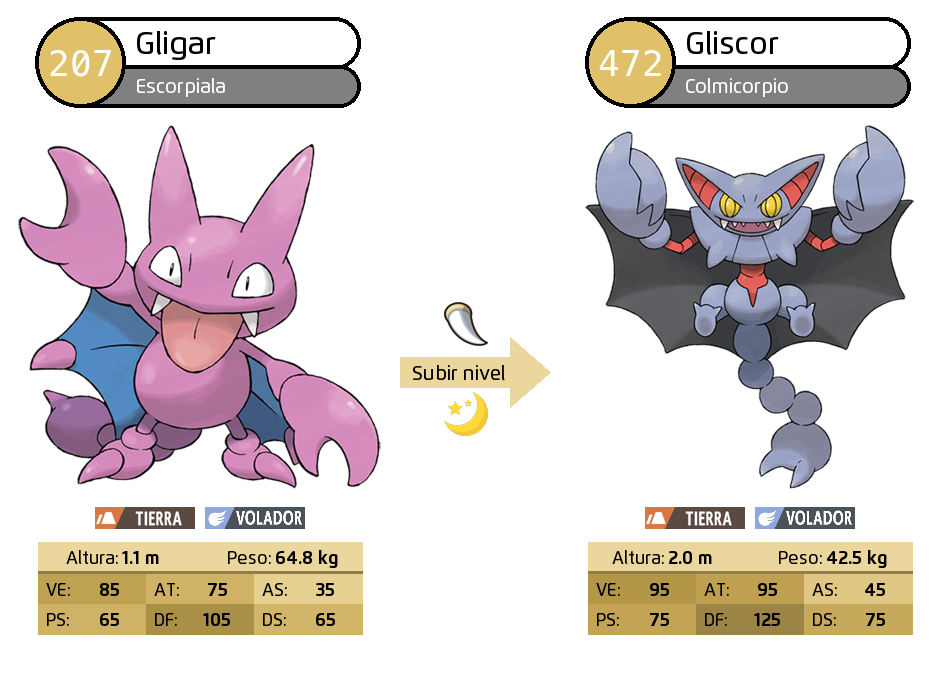 207
Gligar
Escorpiala
472
Gliscor
Colmicorpio
Subir nivel
TIERRA VOLADOR
Altura: 1.1 m Peso: 64.8 kg
VE: 85 AT: 75 AS: 35
PS: 65 DF: 105 DS: 65
TIERRA VOLADOR
Altura: 2.0 m Peso: 42.5 kg
VE: 95 AT: 95 AS: 45
PS: 75 DF: 125 DS: 75